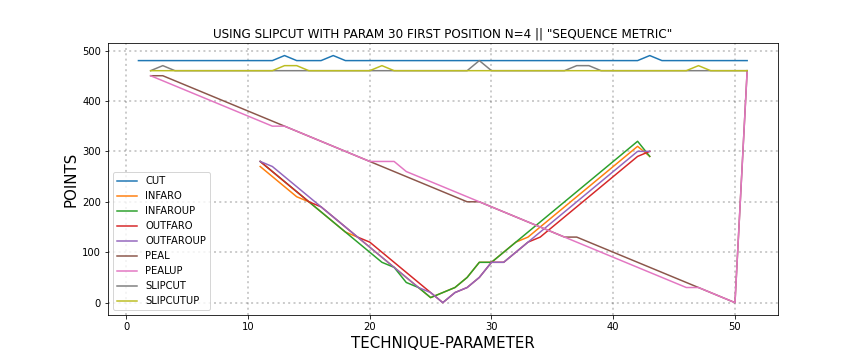 USING SLIPCUT WITH PARAM 30 FIRST POSITION N=4 || "SEQUENCE METRIC"
500
400
300
200
100
0
POINTS
CUT
INFARO
INFAROUP
OUTFARO
OUTFAROUP
PEAL
PEALUP
SLIPCUT
SLIPCUTUP
0 10 20 30 40 50
TECHNIQUE-PARAMETER